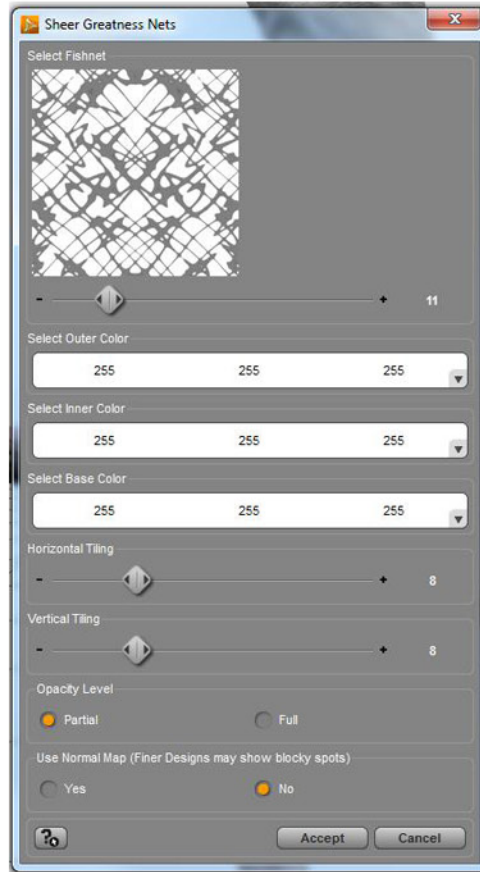 Sheer Greatness Nets
Select Fishnet
- + 11
Select Outer Color
255 255 255
Select Inner Color
255 255 255
Select Base Color
255 255 255
Horizontal Tiling
- + 8
Vertical Tiling
- + 8
Opacity Level
Partial Full
Use Normal Map (Finer Designs may show blocky spots)
Yes No
? Accept Cancel